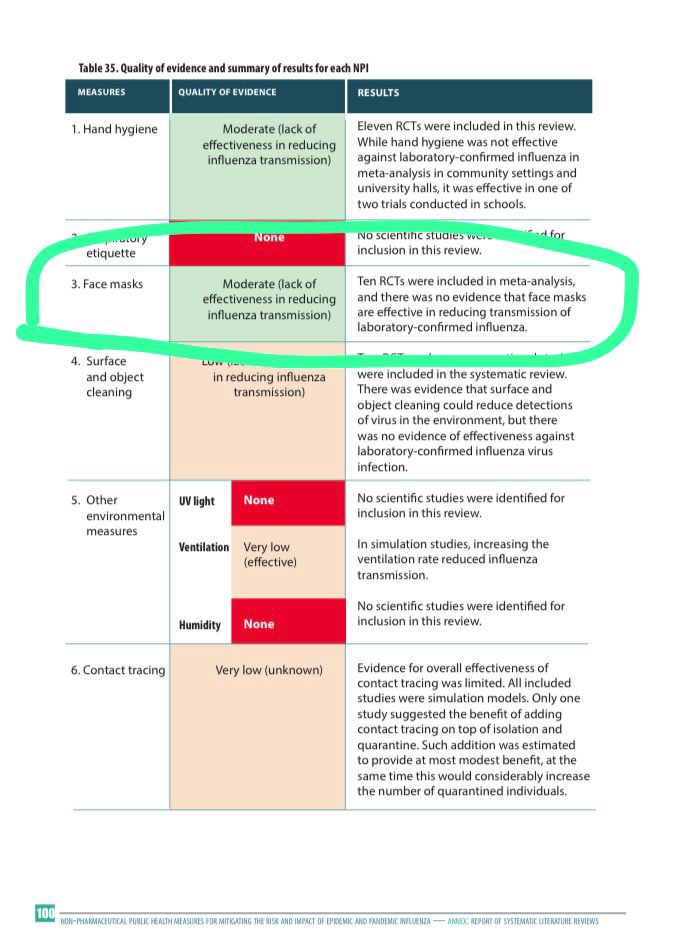 Table 35. Quality of evidence and summary of results for each NPI
MEASURES
QUALITY OF EVIDENCE
RESULTS
1. Hand hygiene
Moderate (lack of
effectiveness in reducing
influenza transmission)
Eleven RCTs were included in this review.
While hand hygiene was not effective
against laboratory-confirmed influenza in
meta-analysis in community settings and
university halls, it was effective in one of
two trials conducted in schools.
etiquette
None
No scientific studies were identified for
inclusion in this review.
3. Face masks
Moderate (lack of
effectiveness in reducing
influenza transmission)
Ten RCTs were included in meta-analysis,
and there was no evidence that face masks
are effective in reducing transmission of
laboratory-confirmed influenza.
4. Surface
and object
cleaning
Low
in reducing influenza
transmission)
were included in the systematic review.
There was evidence that surface and
object cleaning could reduce detections
of virus in the environment, but there
was no evidence of effectiveness against
laboratory-confirmed influenza virus
infection.
5. Other
environmental
measures
UV light
None
No scientific studies were identified for
inclusion in this review.
Ventilation
Very low
(effective)
In simulation studies, increasing the
ventilation rate reduced influenza
transmission.
Humidity
None
No scientific studies were identified for
inclusion in this review.
6. Contact tracing
Very low (unknown)
Evidence for overall effectiveness of
contact tracing was limited. All included
studies were simulation models. Only one
study suggested the benefit of adding
contact tracing on top of isolation and
quarantine. Such addition was estimated
to provide at most modest benefit, at the
same time this would considerably increase
the number of quarantined individuals.
100
NON-PHARMACEUTICAL PUBLIC HEALTH MEASURES FOR MITIGATING THE RISK AND IMPACT OF EPIDEMIC AND PANDEMIC INFLUENZA — ANNEX: REPORT OF SYSTEMATIC LITERATURE REVIEWS